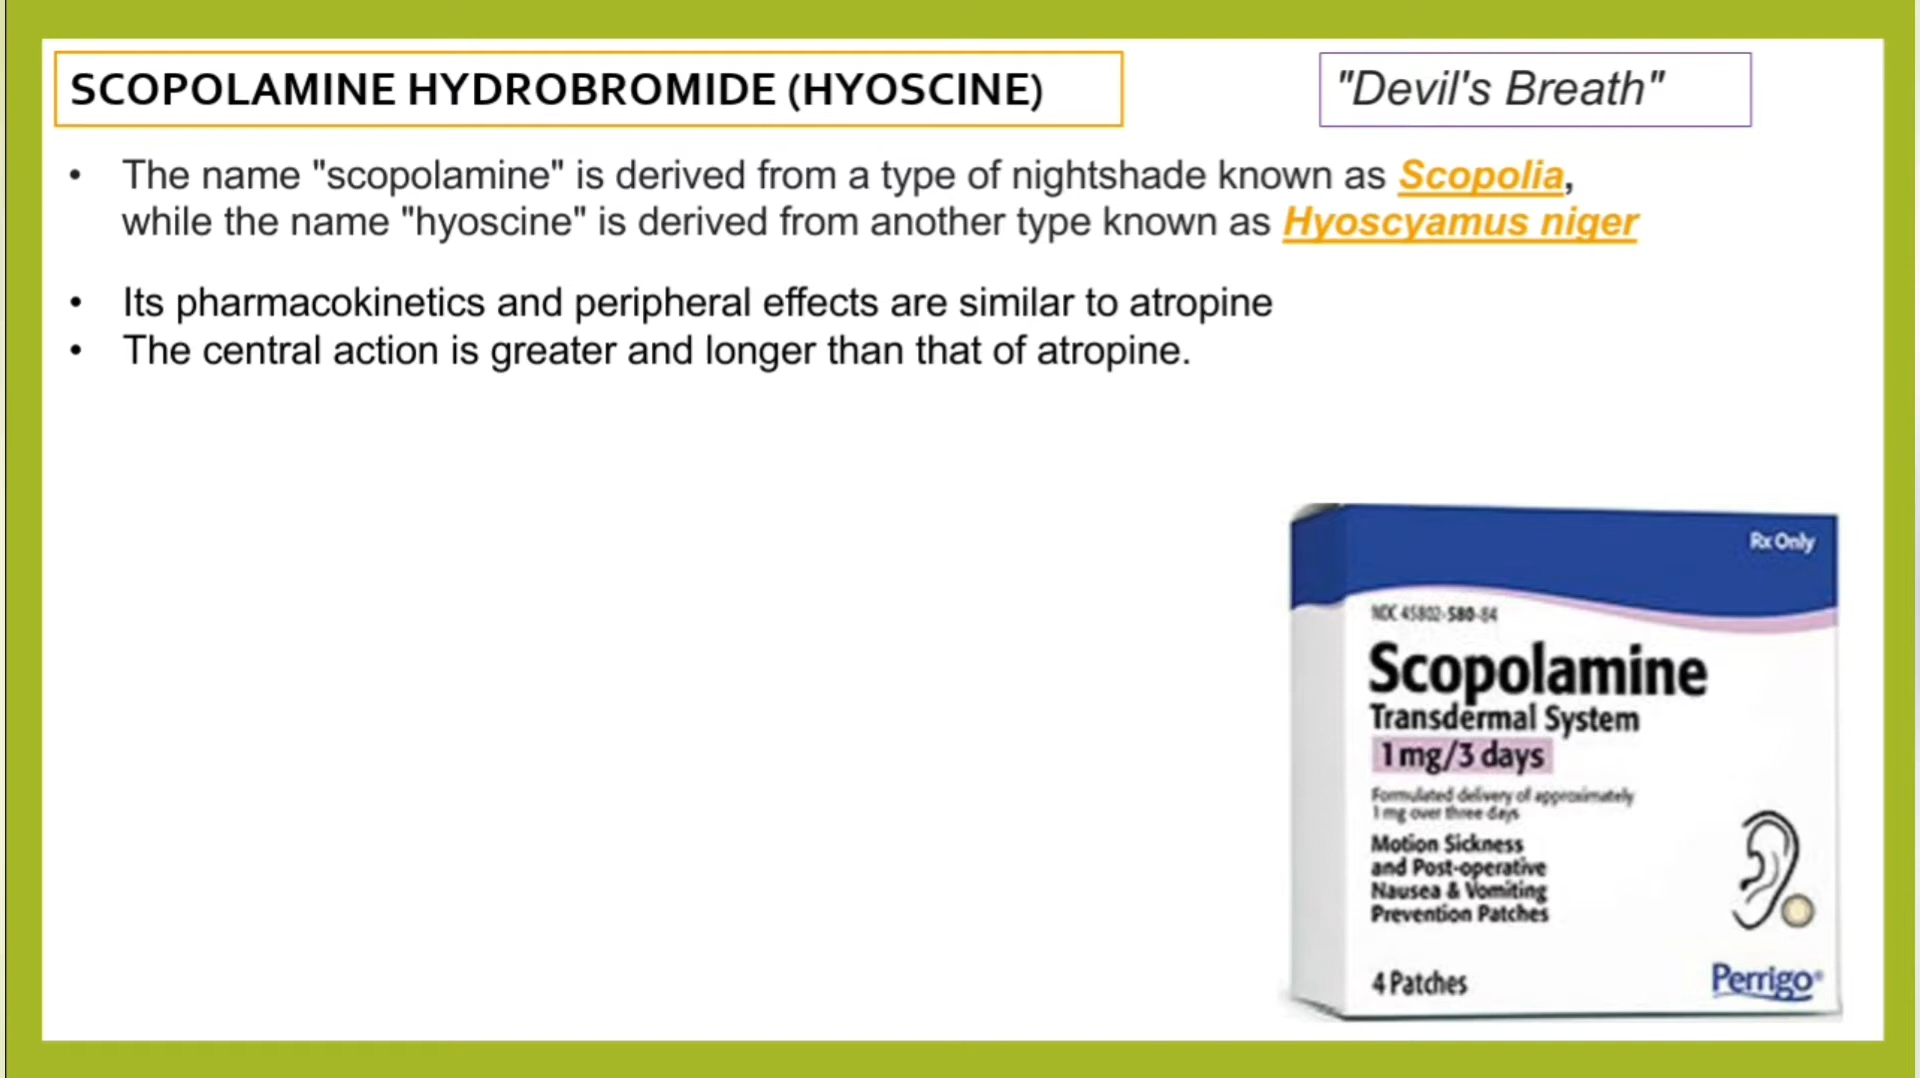 SCOPOLAMINE HYDROBROMIDE (HYOSCINE)
"Devil's Breath"
• The name "scopolamine" is derived from a type of nightshade known as Scopolia,
while the name "hyoscine" is derived from another type known as Hyoscyamus niger
• Its pharmacokinetics and peripheral effects are similar to atropine
• The central action is greater and longer than that of atropine.
Rx Only
NDC 45802-580-84
Scopolamine
Transdermal System
1 mg/3 days
Formulated delivery of approximately
1 mg over three days
Motion Sickness
and Post-operative
Nausea & Vomiting
Prevention Patches
4 Patches
Perrigo®